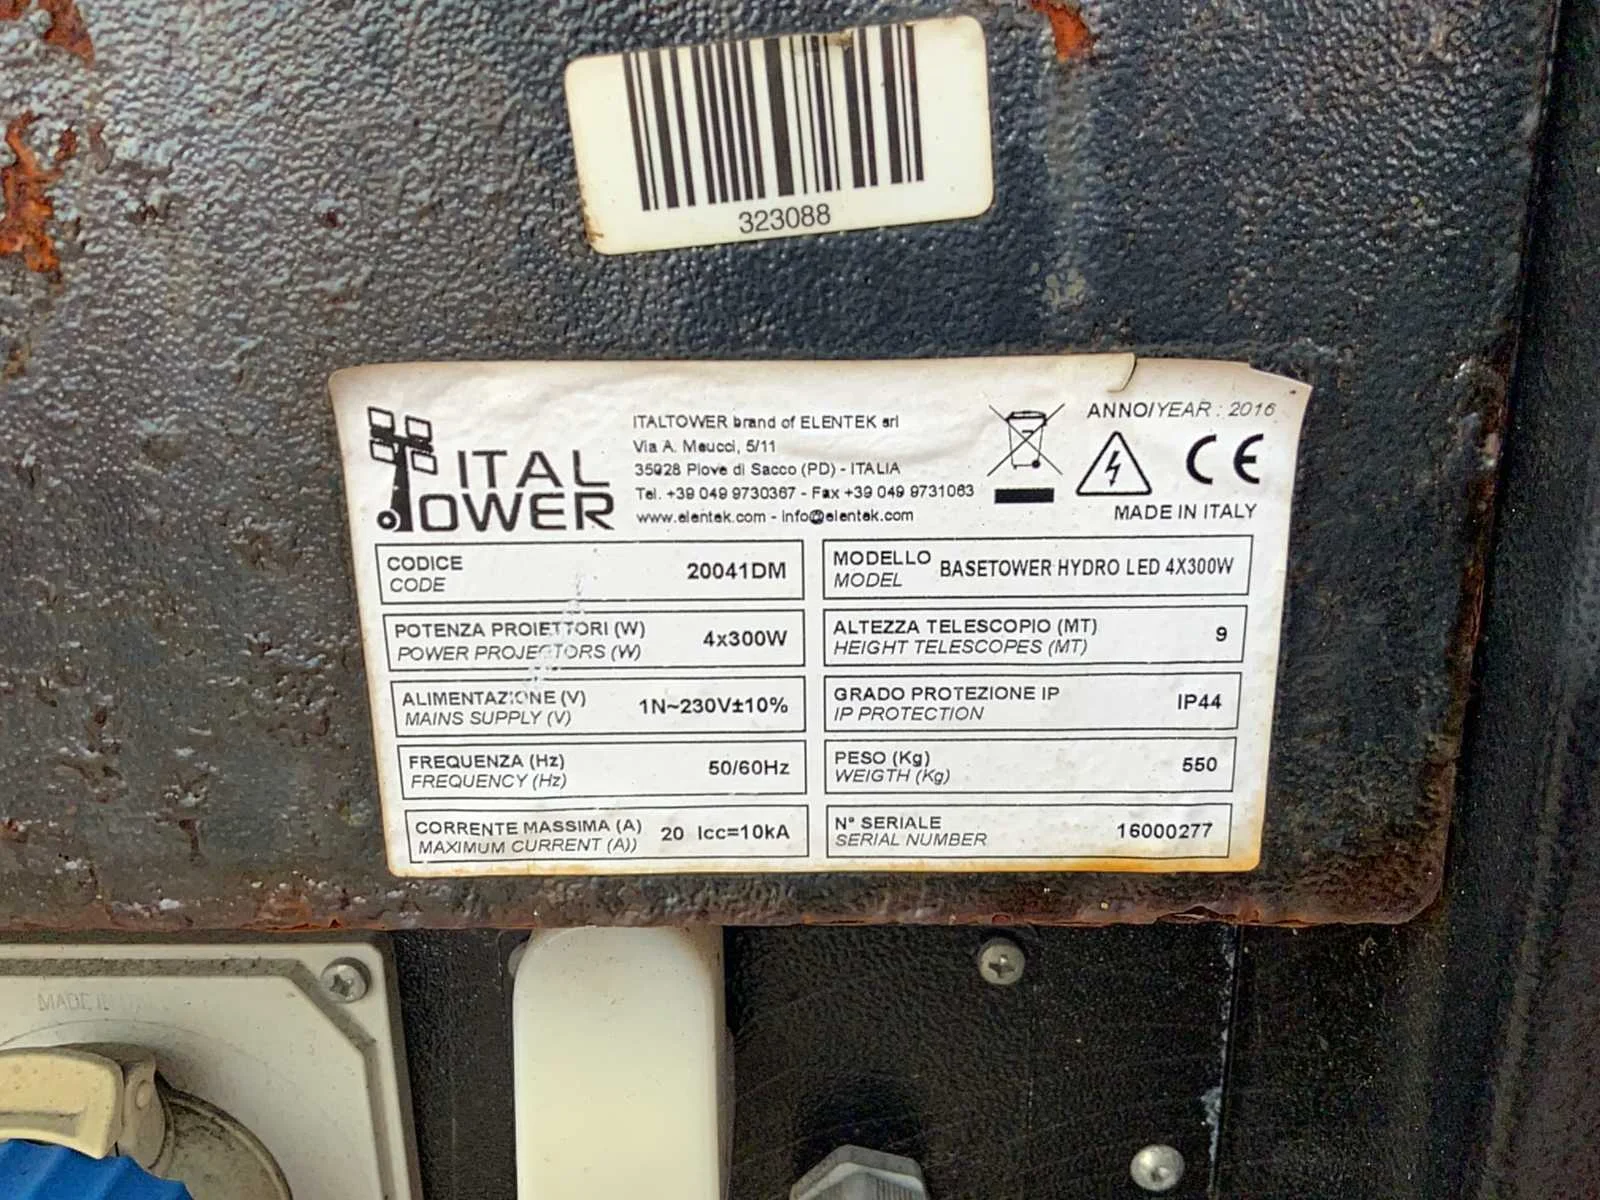 323088
ITAL
TOWER
ITALTOWER brand of ELENTEK srl
Via A. Meucci, 5/11
35028 Piove di Sacco (PD) - ITALIA
Tel. +39 049 9730367 - Fax +39 049 9731063
www.elentek.com - info@elentek.com
ANNO/YEAR : 2016
CE
MADE IN ITALY
CODICE
CODE
20041DM
MODELLO
MODEL
BASETOWER HYDRO LED 4X300W
POTENZA PROIETTORI (W)
POWER PROJECTORS (W)
4x300W
ALTEZZA TELESCOPIO (MT)
HEIGHT TELESCOPES (MT)
9
ALIMENTAZIONE (V)
MAINS SUPPLY (V)
1N~230V±10%
GRADO PROTEZIONE IP
IP PROTECTION
IP44
FREQUENZA (Hz)
FREQUENCY (Hz)
50/60Hz
PESO (Kg)
WEIGTH (Kg)
550
CORRENTE MASSIMA (A)
MAXIMUM CURRENT (A))
20 Icc=10kA
N° SERIALE
SERIAL NUMBER
16000277
MADE IN